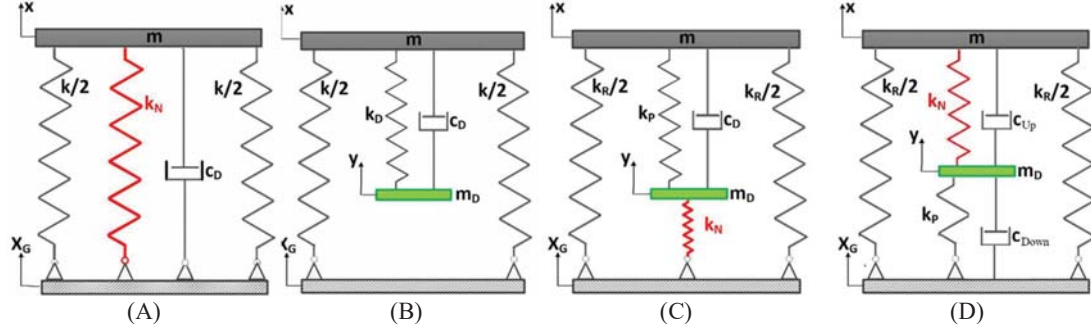 x
m
k/2
k_N
k/2
c_D
X_G
(A)
x
m
k/2
k_D
c_D
k/2
y
m_D
X_G
(B)
x
m
k_R/2
k_P
c_D
k_R/2
y
m_D
k_N
X_G
(C)
x
m
k_R/2
k_N
c_Up
k_R/2
y
m_D
k_P
c_Down
X_G
(D)